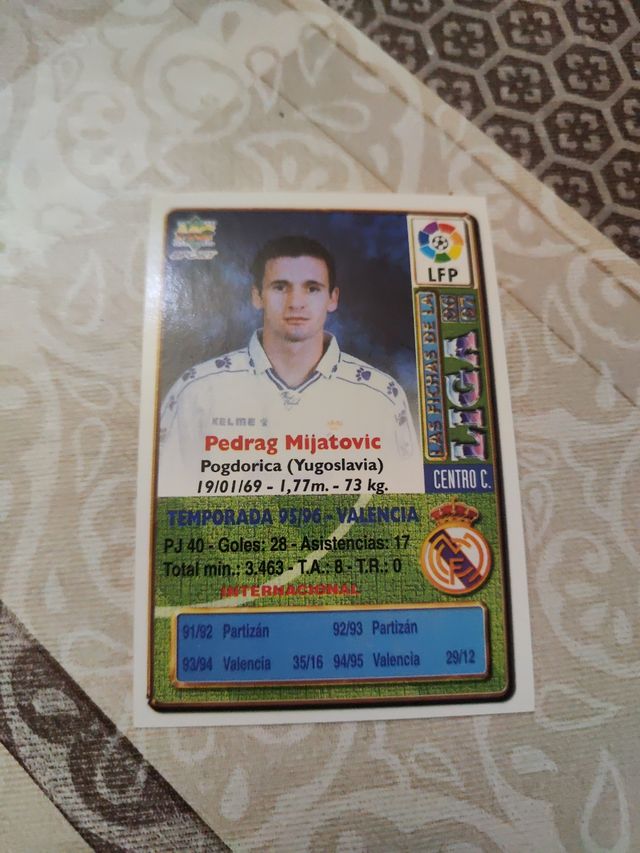 LFP
LAS FICHAS DE LA
LIGA
96
97
KELME
Pedrag Mijatovic
Pogdorica (Yugoslavia)
19/01/69 - 1,77m. - 73 kg.
CENTRO C.
TEMPORADA 95/96 - VALENCIA
PJ 40 - Goles: 28 - Asistencias: 17
Total min.: 3.463 - T.A.: 8 - T.R.: 0
INTERNACIONAL
91/92 Partizán 92/93 Partizán
93/94 Valencia 35/16 94/95 Valencia 29/12